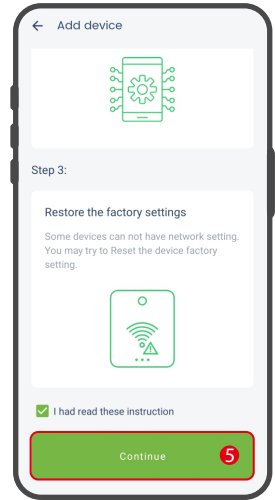 ← Add device
Step 3:
Restore the factory settings
Some devices can not have network setting.
You may try to Reset the device factory
setting.
I had read these instruction
Continue 5